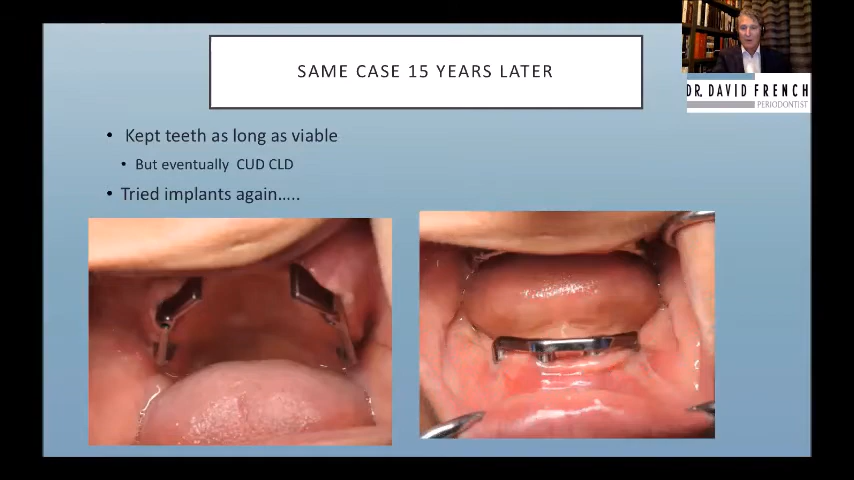 SAME CASE 15 YEARS LATER
DR. DAVID FRENCH
PERIODONTIST
• Kept teeth as long as viable
• But eventually CUD CLD
• Tried implants again.....